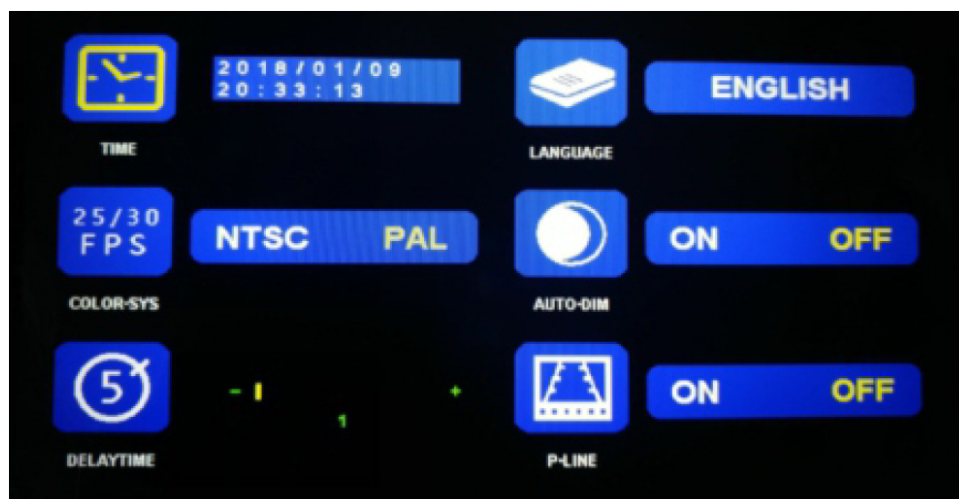 2018/01/09
20:33:13
ENGLISH
TIME
LANGUAGE
25/30
FPS
NTSC PAL
ON OFF
COLOR-SYS
AUTO-DIM
5
- +
1
ON OFF
DELAYTIME
P-LINE